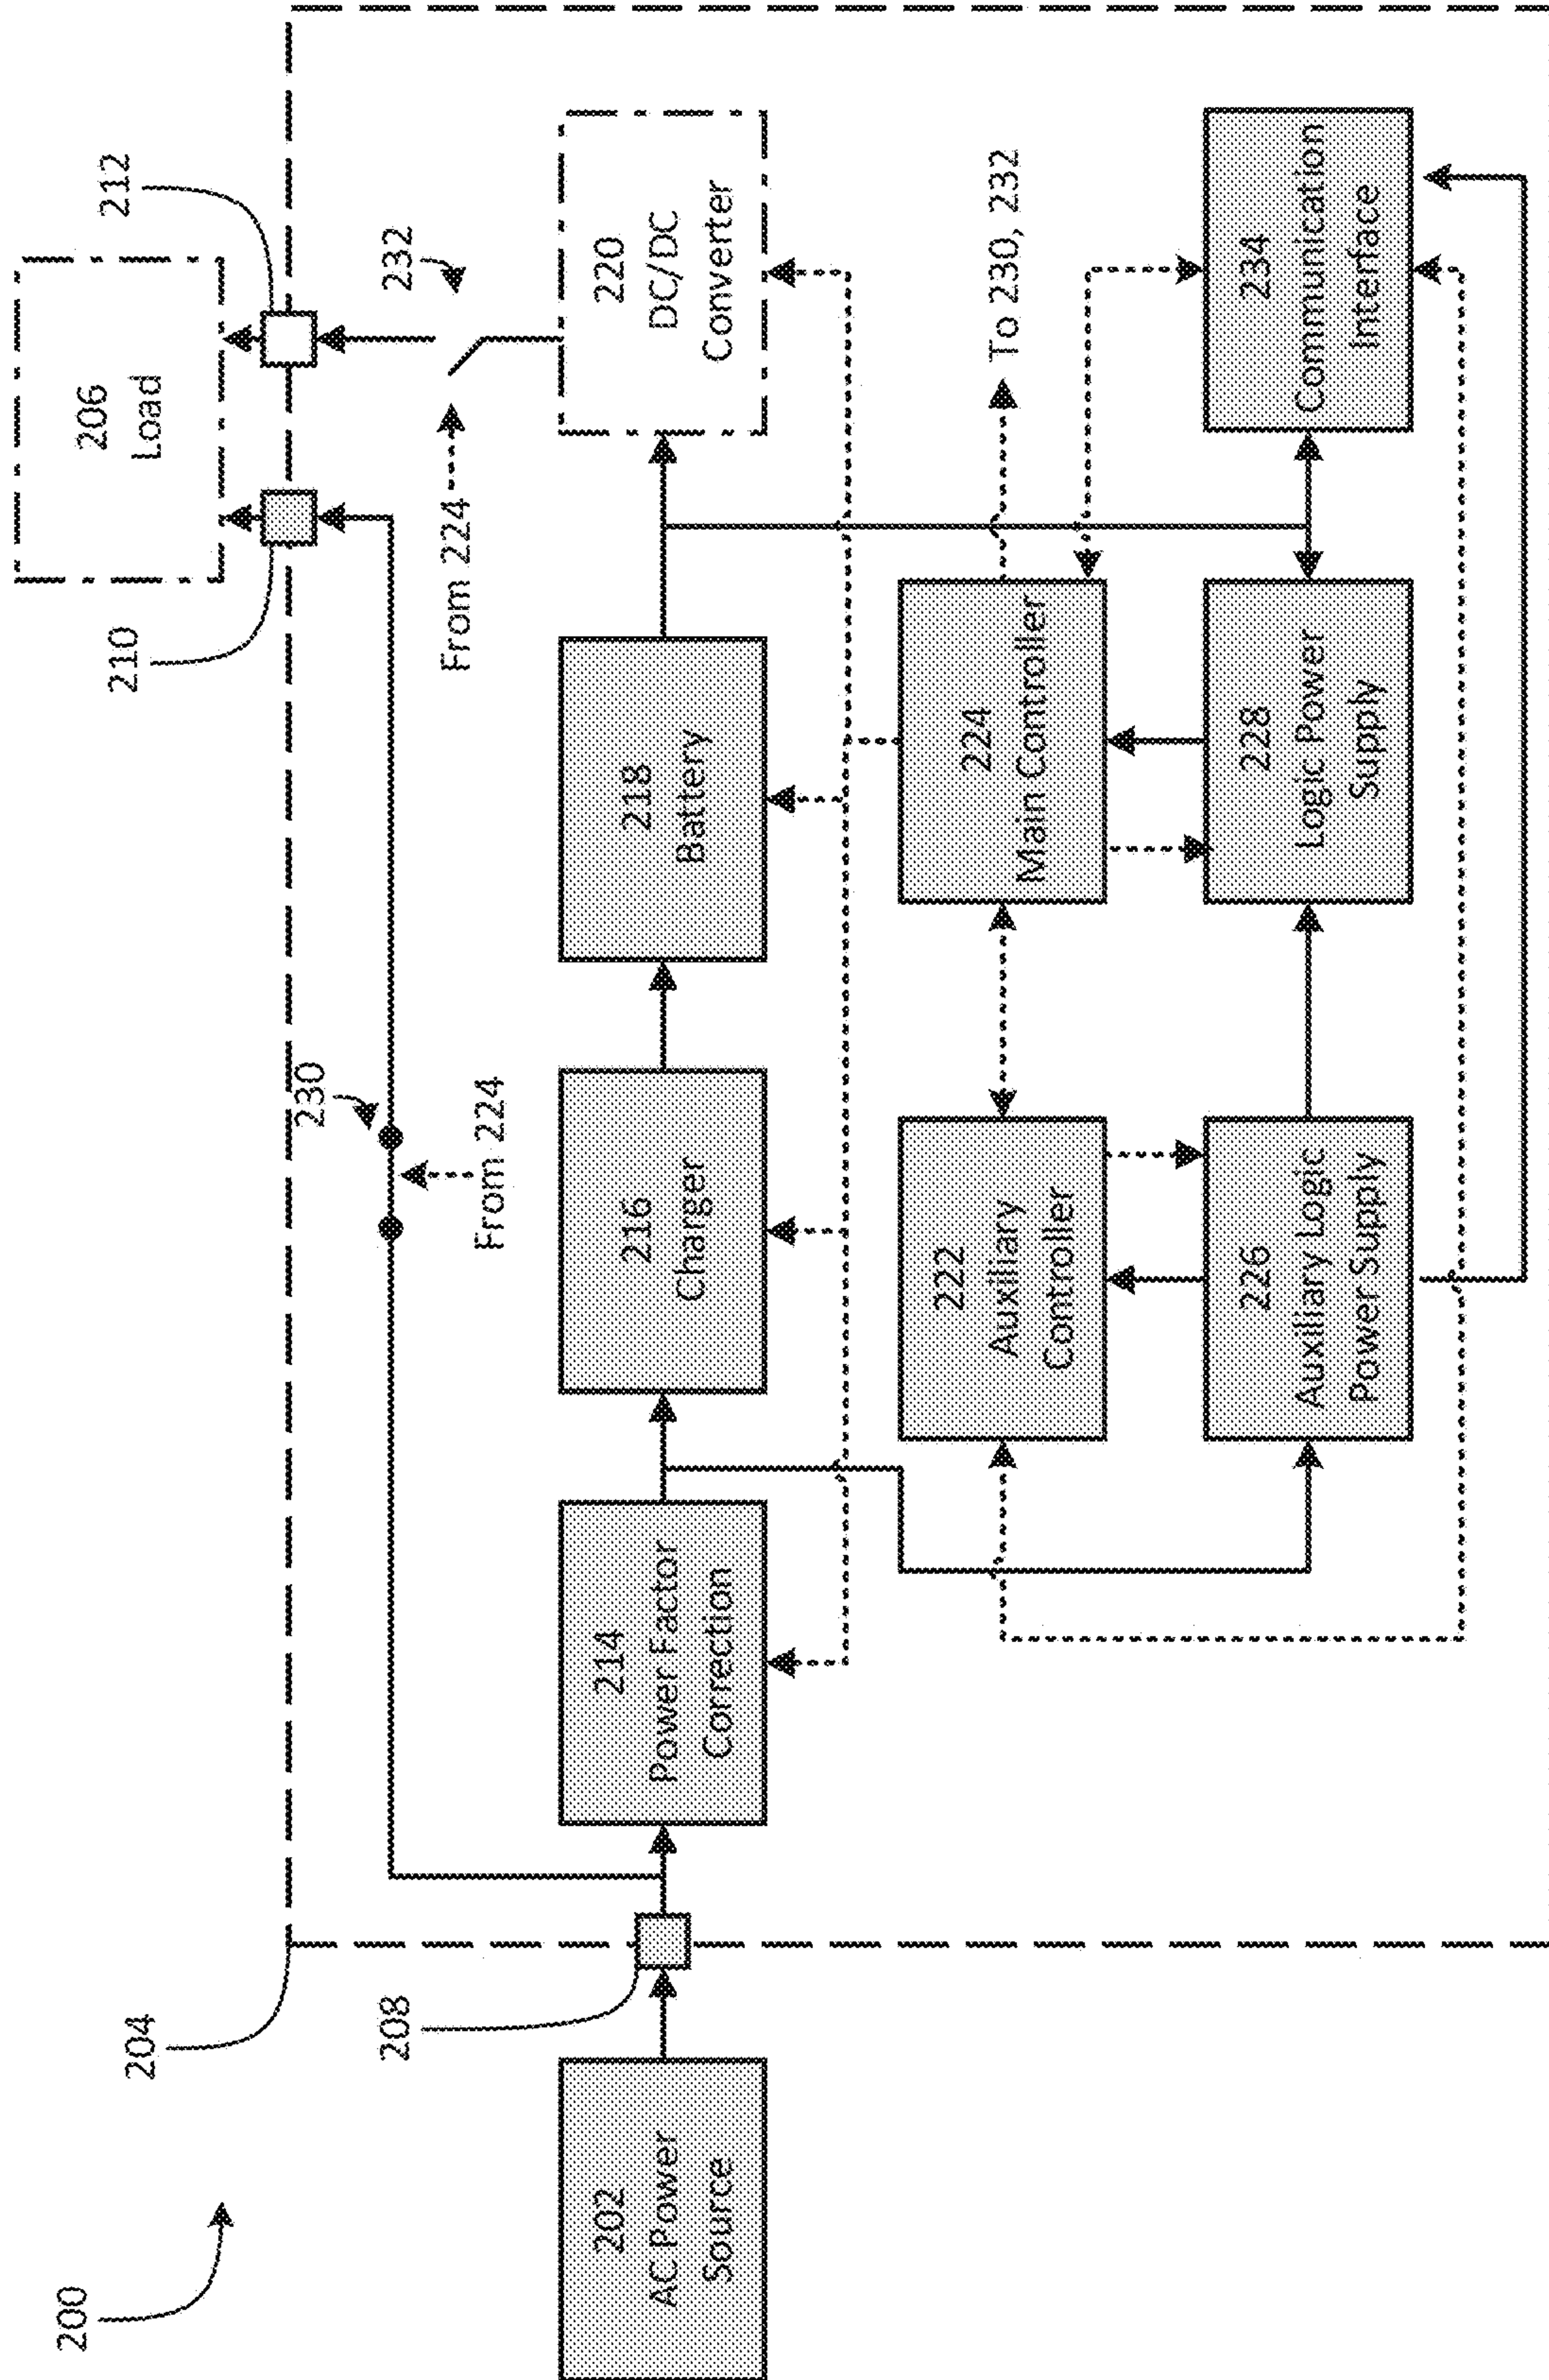 200
204
202
AC Power
Source
208
210
212
206
Load
230
From 224
From 224
232
214
Power Factor
Correction
216
Charger
218
Battery
220
DC/DC
Converter
222
Auxiliary
Controller
224
Main Controller
To 230, 232
226
Auxiliary Logic
Power Supply
228
Logic Power
Supply
234
Communication
Interface